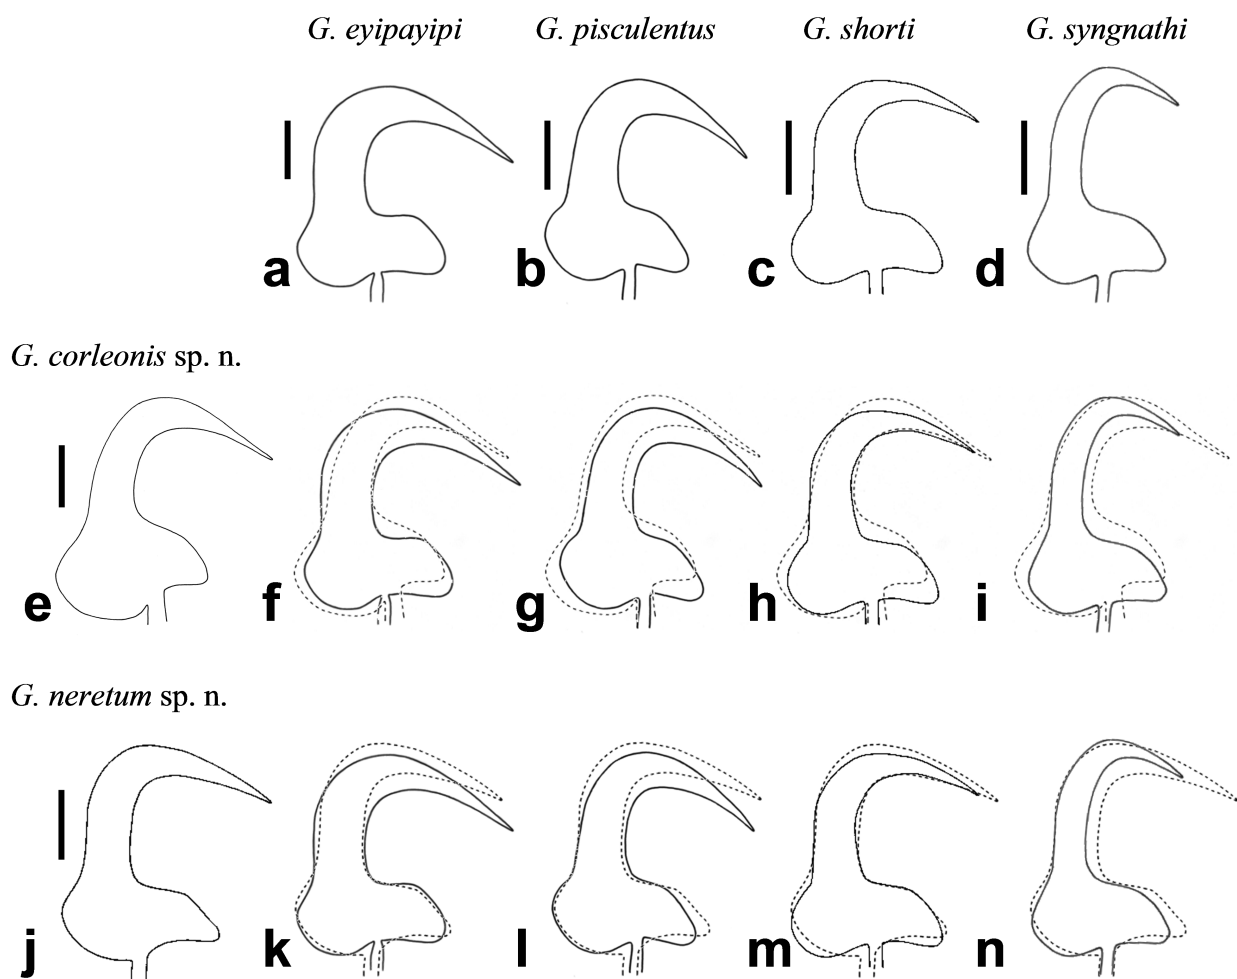 G. eyipayipi G. pisculentus G. shorti G. syngnathi
a b c d
G. corleonis sp. n.
e f g h i
G. neretum sp. n.
j k l m n